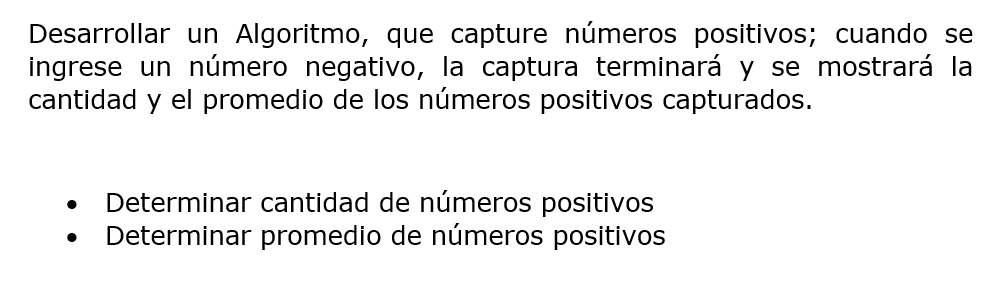 Desarrollar un Algoritmo, que capture números positivos; cuando se
ingrese un número negativo, la captura terminará y se mostrará la
cantidad y el promedio de los números positivos capturados.
• Determinar cantidad de números positivos
• Determinar promedio de números positivos